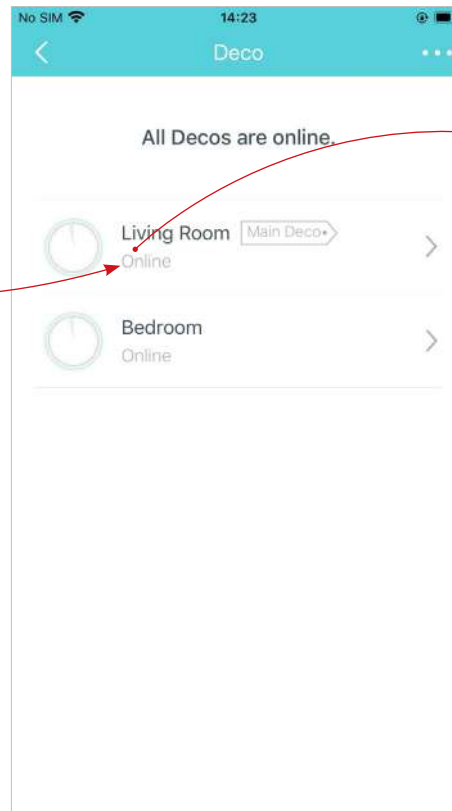 No SIM 14:23
Deco
All Decos are online.
Living Room Main Deco
Online
Bedroom
Online